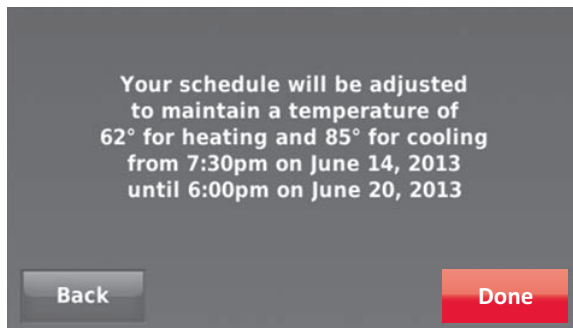 Your schedule will be adjusted
to maintain a temperature of
62° for heating and 85° for cooling
from 7:30pm on June 14, 2013
until 6:00pm on June 20, 2013
Back
Done